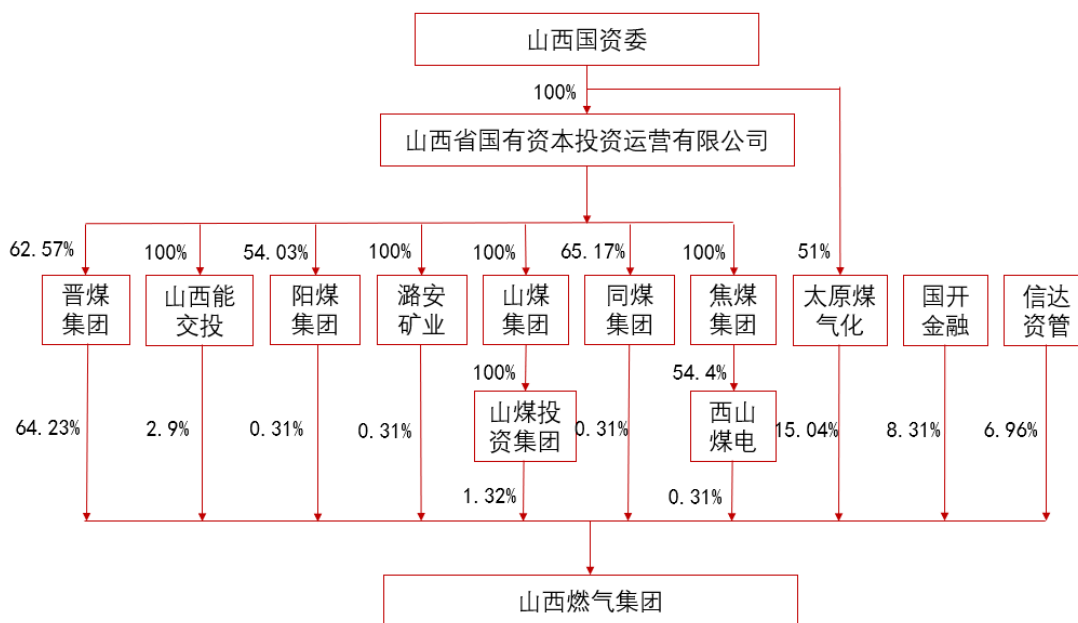 山西国资委
100%
山西省国有资本投资运营有限公司
62.57%
100%
54.03%
100%
100%
65.17%
100%
51%
晋煤
集团
山西能
交投
阳煤
集团
潞安
矿业
山煤
集团
同煤
集团
焦煤
集团
太原煤
气化
国开
金融
信达
资管
100%
54.4%
山煤投
资集团
西山
煤电
64.23%
2.9%
0.31%
0.31%
0.31%
15.04%
8.31%
6.96%
1.32%
0.31%
山西燃气集团